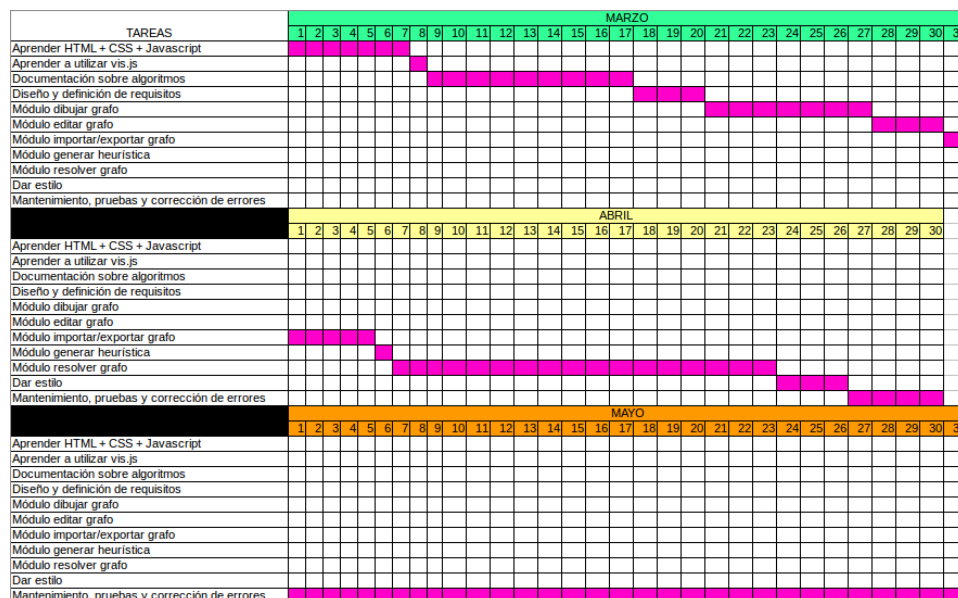 MARZO
TAREAS 1 2 3 4 5 6 7 8 9 10 11 12 13 14 15 16 17 18 19 20 21 22 23 24 25 26 27 28 29 30
Aprender HTML + CSS + Javascript
Aprender a utilizar vis.js
Documentación sobre algoritmos
Diseño y definición de requisitos
Módulo dibujar grafo
Módulo editar grafo
Módulo importar/exportar grafo
Módulo generar heurística
Módulo resolver grafo
Dar estilo
Mantenimiento, pruebas y corrección de errores
ABRIL
1 2 3 4 5 6 7 8 9 10 11 12 13 14 15 16 17 18 19 20 21 22 23 24 25 26 27 28 29 30
Aprender HTML + CSS + Javascript
Aprender a utilizar vis.js
Documentación sobre algoritmos
Diseño y definición de requisitos
Módulo dibujar grafo
Módulo editar grafo
Módulo importar/exportar grafo
Módulo generar heurística
Módulo resolver grafo
Dar estilo
Mantenimiento, pruebas y corrección de errores
MAYO
1 2 3 4 5 6 7 8 9 10 11 12 13 14 15 16 17 18 19 20 21 22 23 24 25 26 27 28 29 30
Aprender HTML + CSS + Javascript
Aprender a utilizar vis.js
Documentación sobre algoritmos
Diseño y definición de requisitos
Módulo dibujar grafo
Módulo editar grafo
Módulo importar/exportar grafo
Módulo generar heurística
Módulo resolver grafo
Dar estilo
Mantenimiento, pruebas y corrección de errores